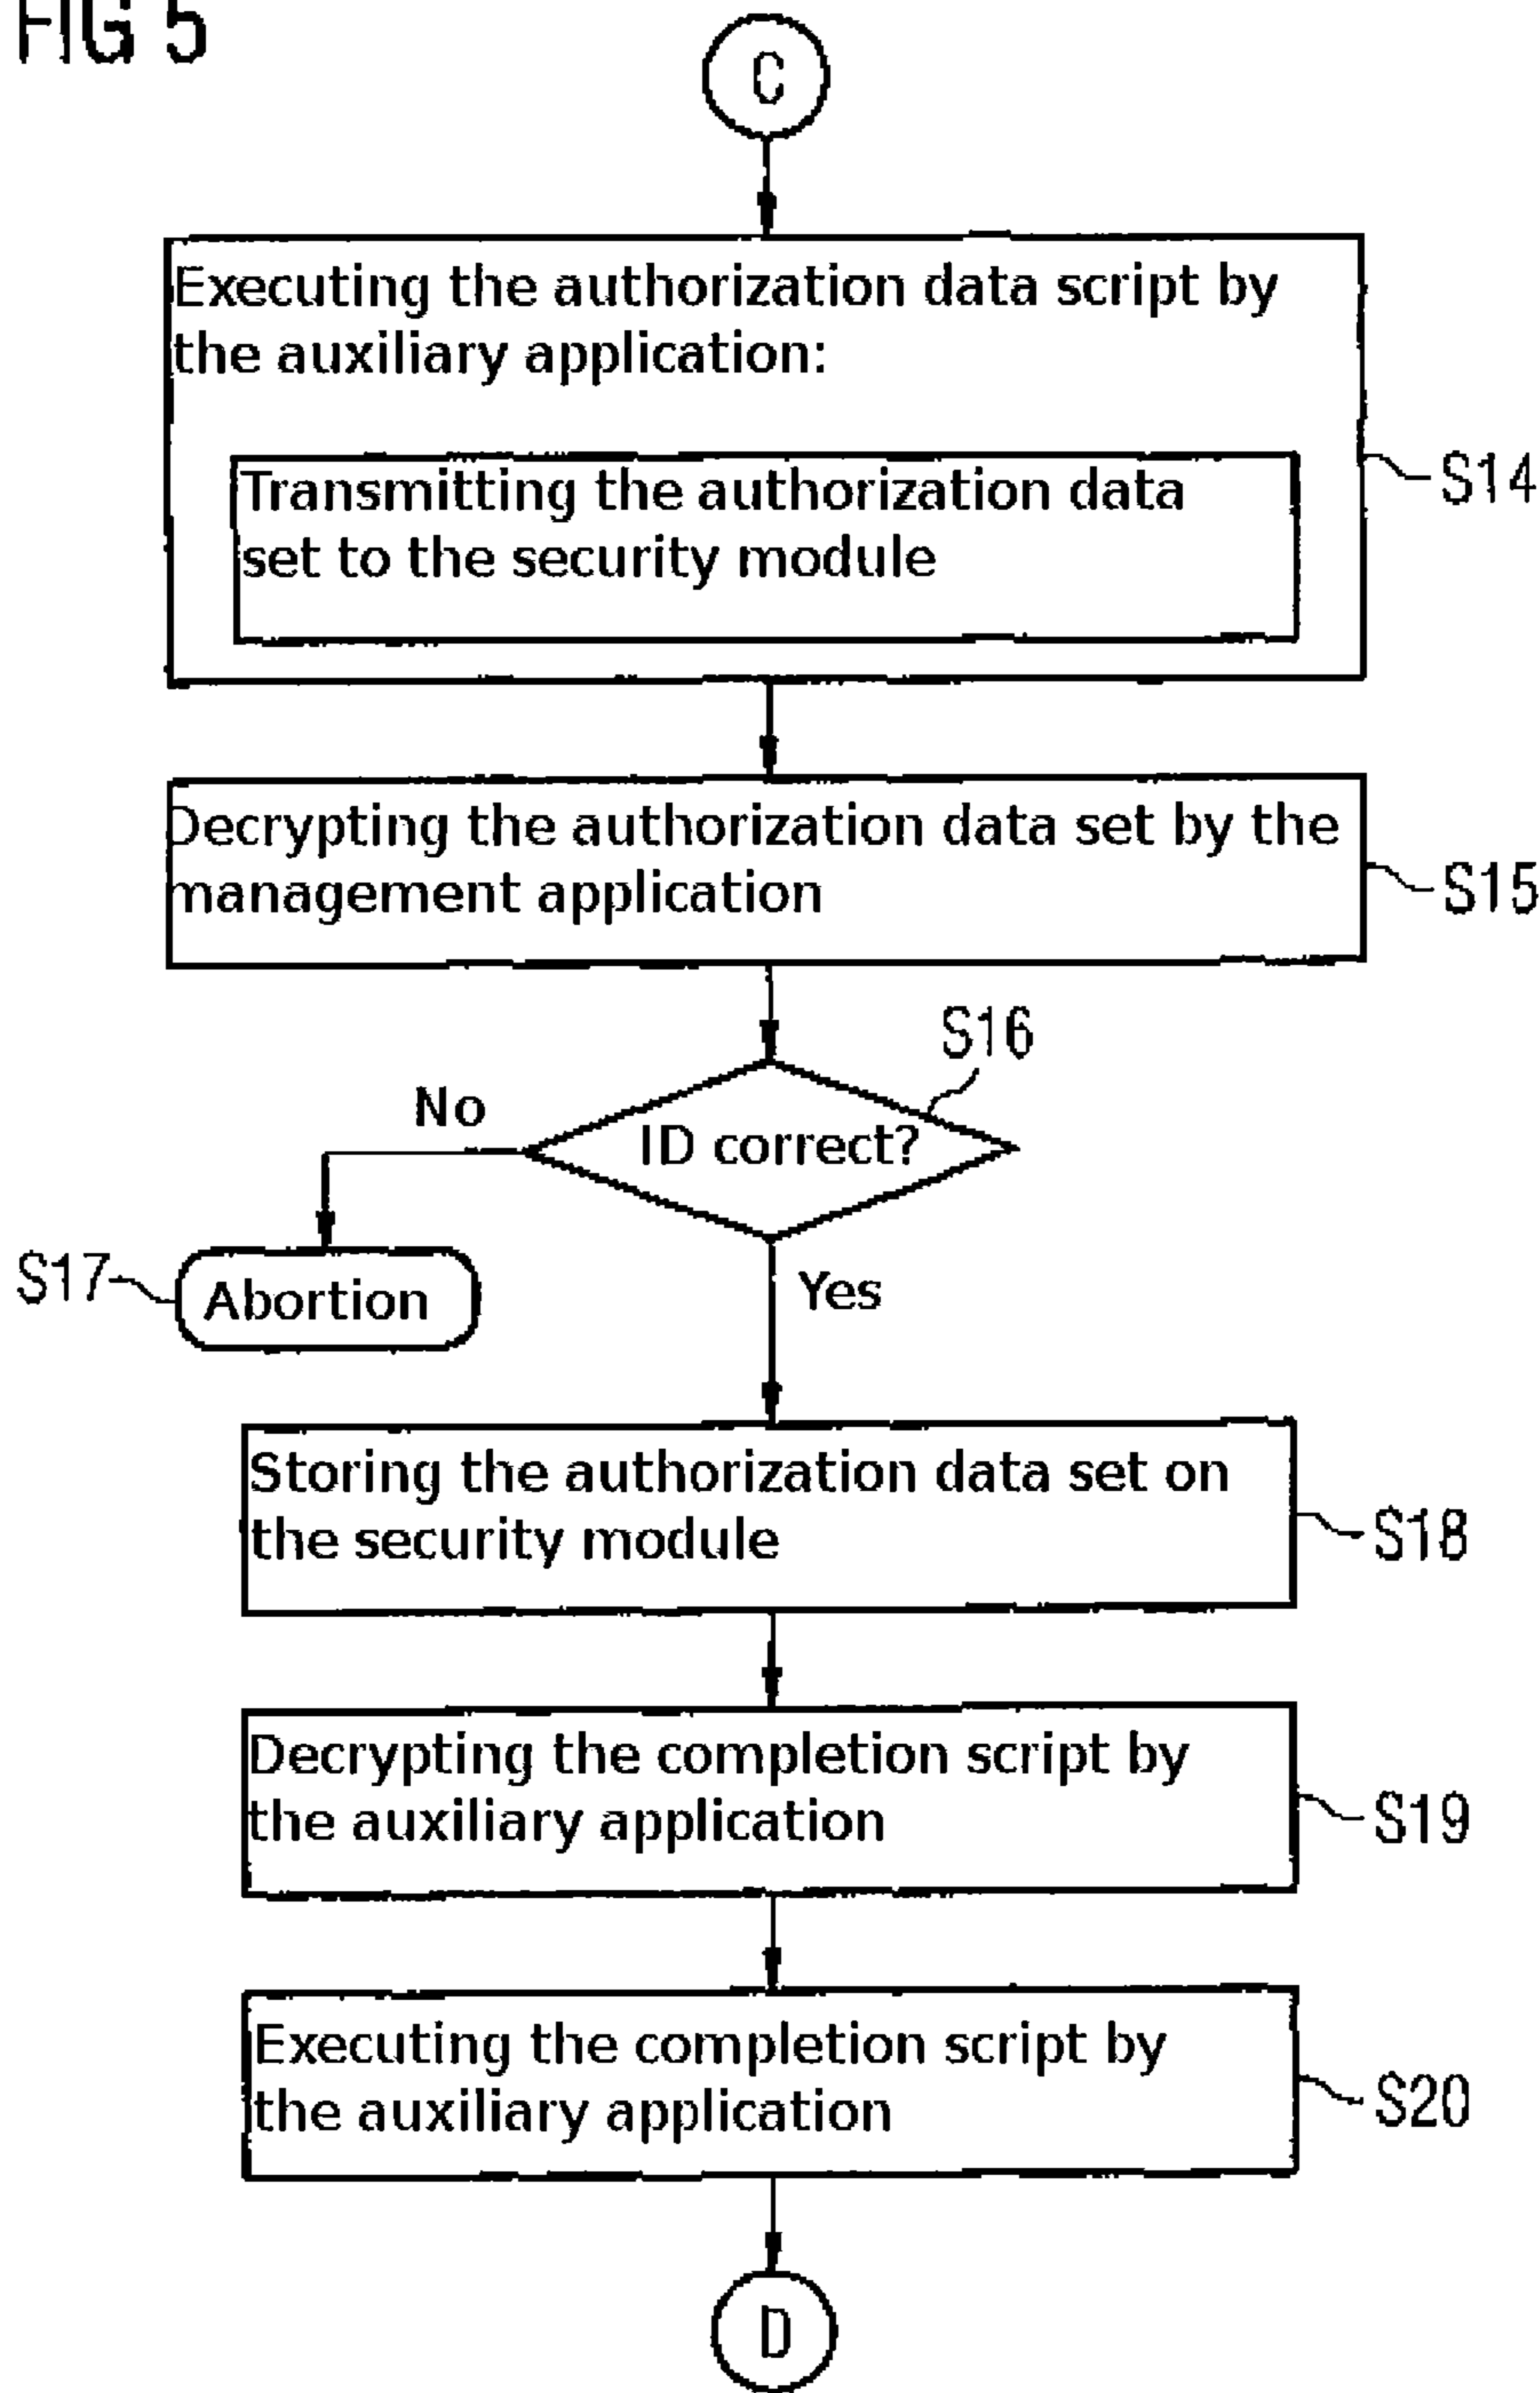 FIG 5
C
Executing the authorization data script by
the auxiliary application:
Transmitting the authorization data
set to the security module
S14
Decrypting the authorization data set by the
management application
S15
S16
No
ID correct?
S17
Abortion
Yes
Storing the authorization data set on
the security module
S18
Decrypting the completion script by
the auxiliary application
S19
Executing the completion script by
the auxiliary application
S20
D